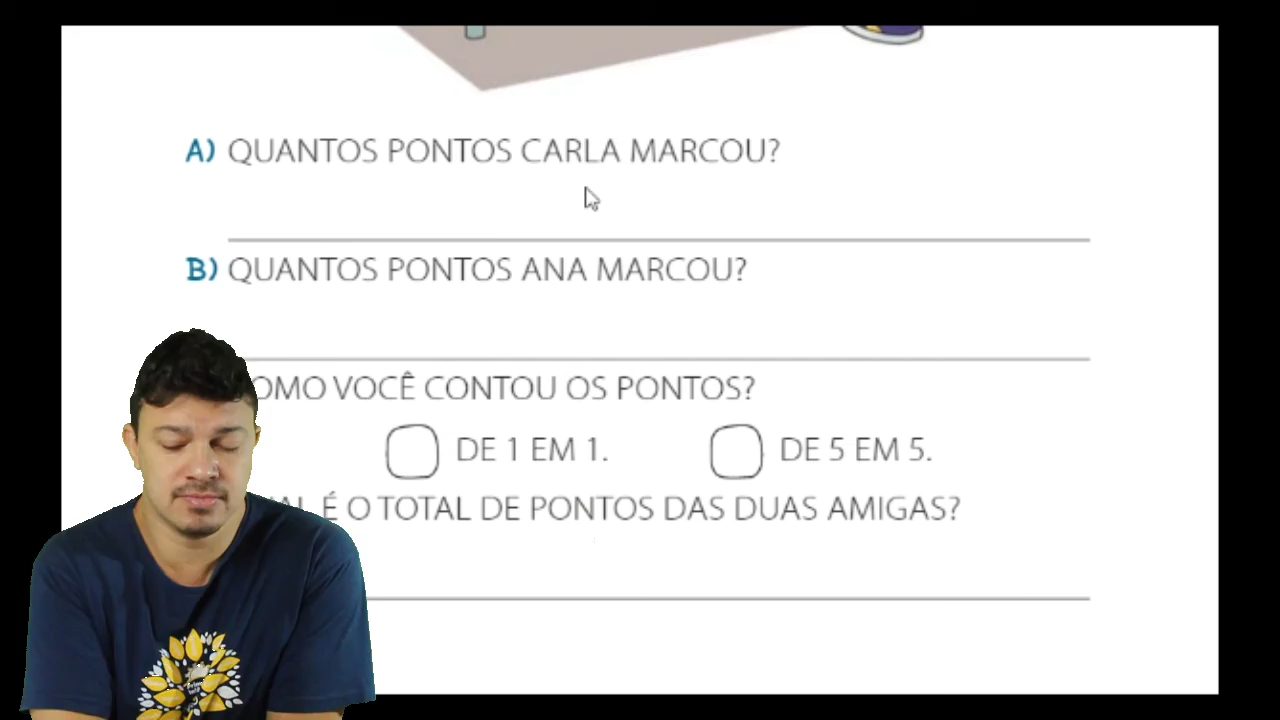 A) QUANTOS PONTOS CARLA MARCOU?
B) QUANTOS PONTOS ANA MARCOU?
OMO VOCÊ CONTOU OS PONTOS?
DE 1 EM 1. DE 5 EM 5.
AL É O TOTAL DE PONTOS DAS DUAS AMIGAS?